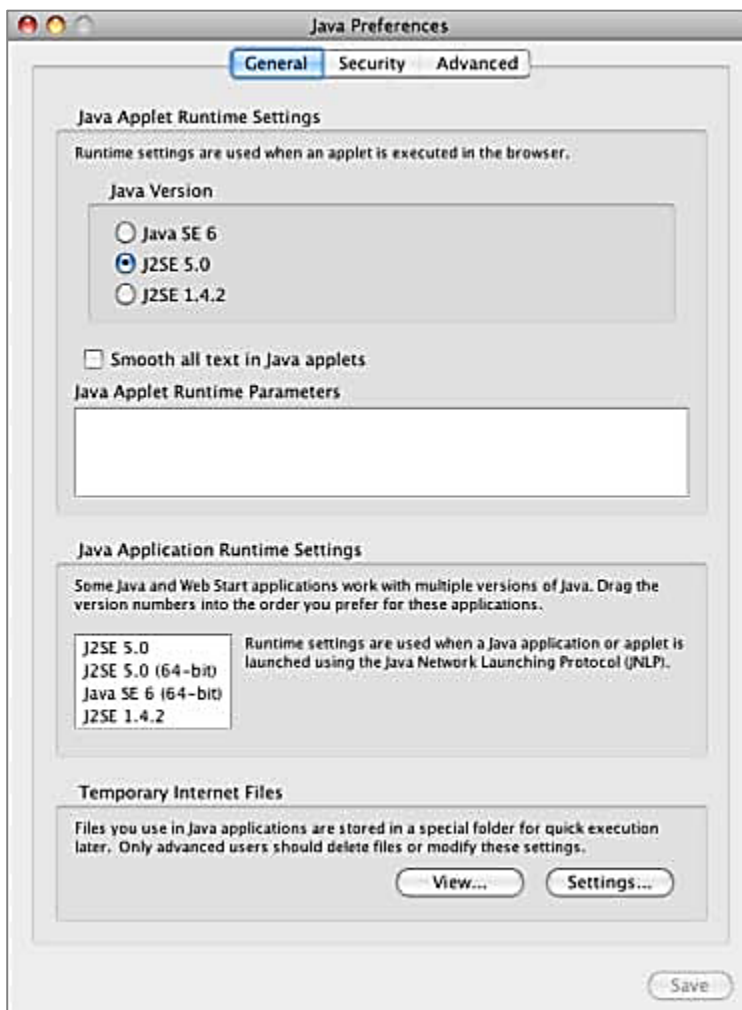 Java Preferences
General Security Advanced
Java Applet Runtime Settings
Runtime settings are used when an applet is executed in the browser.
Java Version
Java SE 6
J2SE 5.0
J2SE 1.4.2
Smooth all text in Java applets
Java Applet Runtime Parameters
Java Application Runtime Settings
Some Java and Web Start applications work with multiple versions of Java. Drag the
version numbers into the order you prefer for these applications.
J2SE 5.0
J2SE 5.0 (64-bit)
Java SE 6 (64-bit)
J2SE 1.4.2
Runtime settings are used when a Java application or applet is
launched using the Java Network Launching Protocol (JNLP).
Temporary Internet Files
Files you use in Java applications are stored in a special folder for quick execution
later. Only advanced users should delete files or modify these settings.
View... Settings...
Save